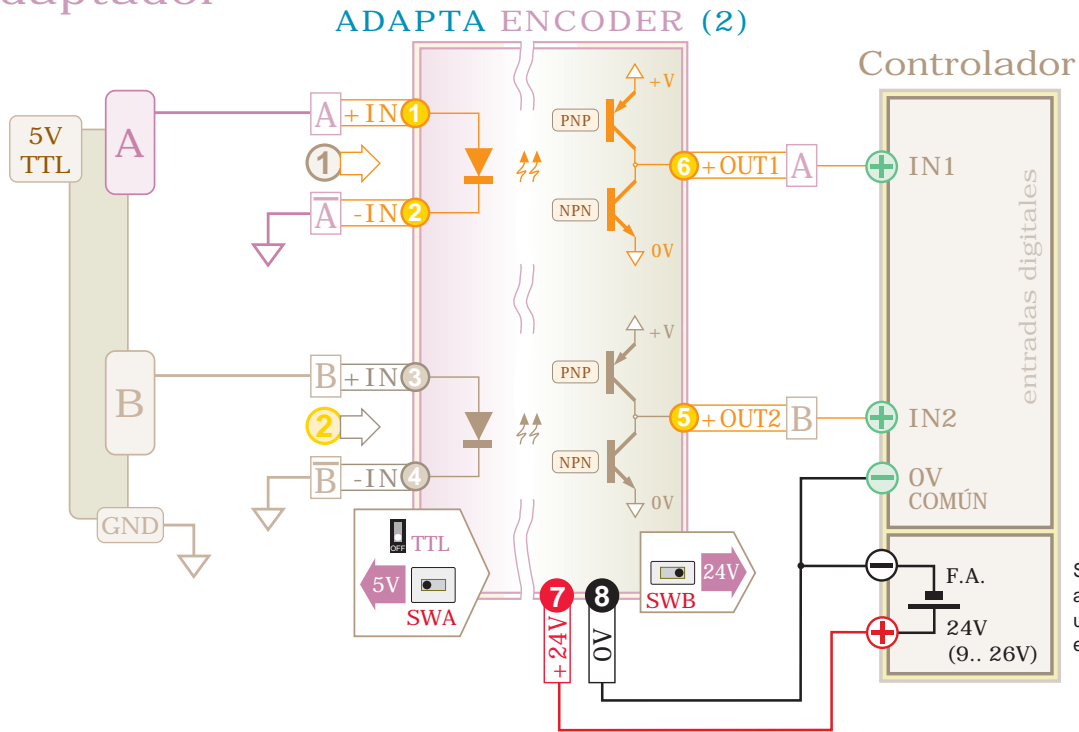 ADAPTA ENCODER (2)
Controlador
5V
TTL
A
A +IN 1
1
A̅ -IN 2
+V
PNP
NPN
0V
6 +OUT1 A
IN1
entradas digitales
B
B +IN 3
2
B̅ -IN 4
+V
PNP
NPN
0V
5 +OUT2 B
IN2
0V
COMÚN
GND
OFF
TTL
5V
SWA
24V
SWB
7
8
+24V
0V
F.A.
24V
(9.. 26V)